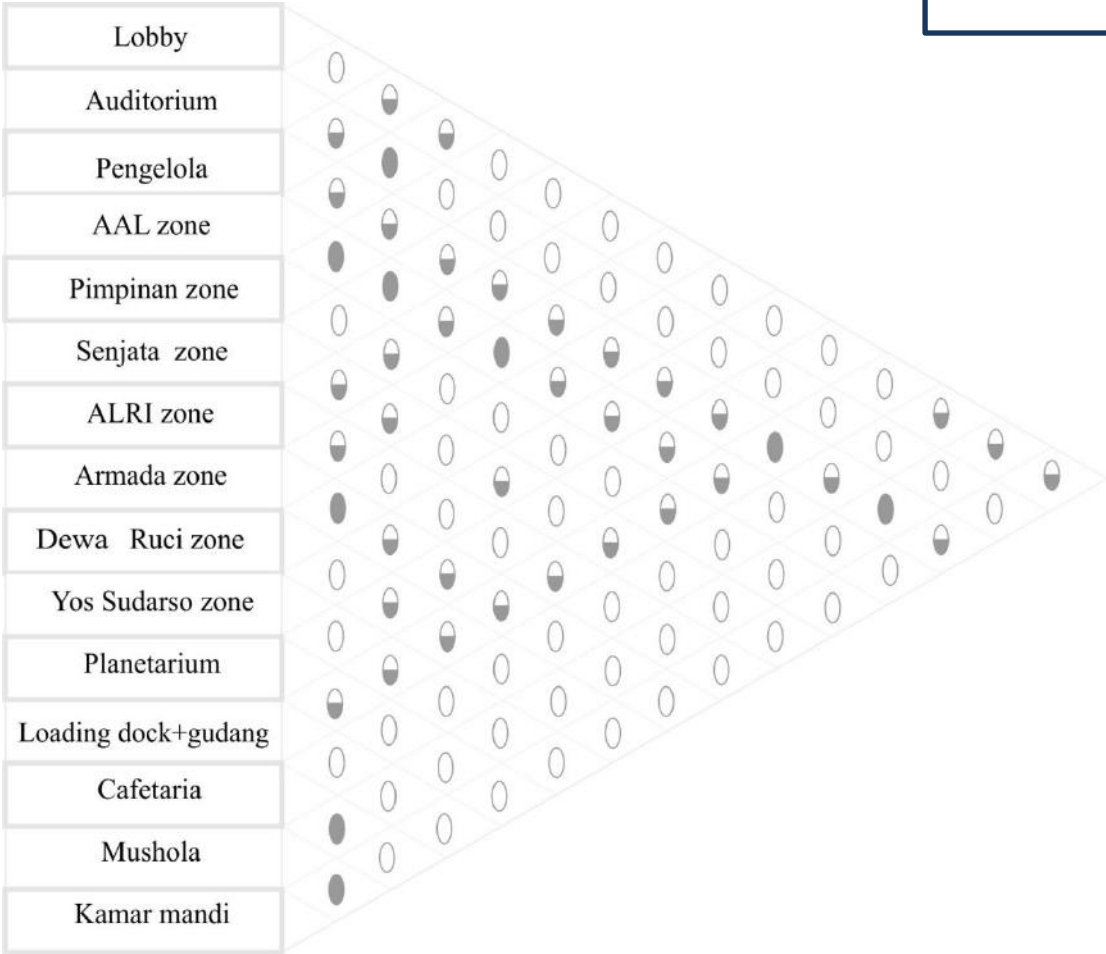 Lobby
Auditorium
Pengelola
AAL zone
Pimpinan zone
Senjata zone
ALRI zone
Armada zone
Dewa Ruci zone
Yos Sudarso zone
Planetarium
Loading dock+gudang
Cafetaria
Mushola
Kamar mandi